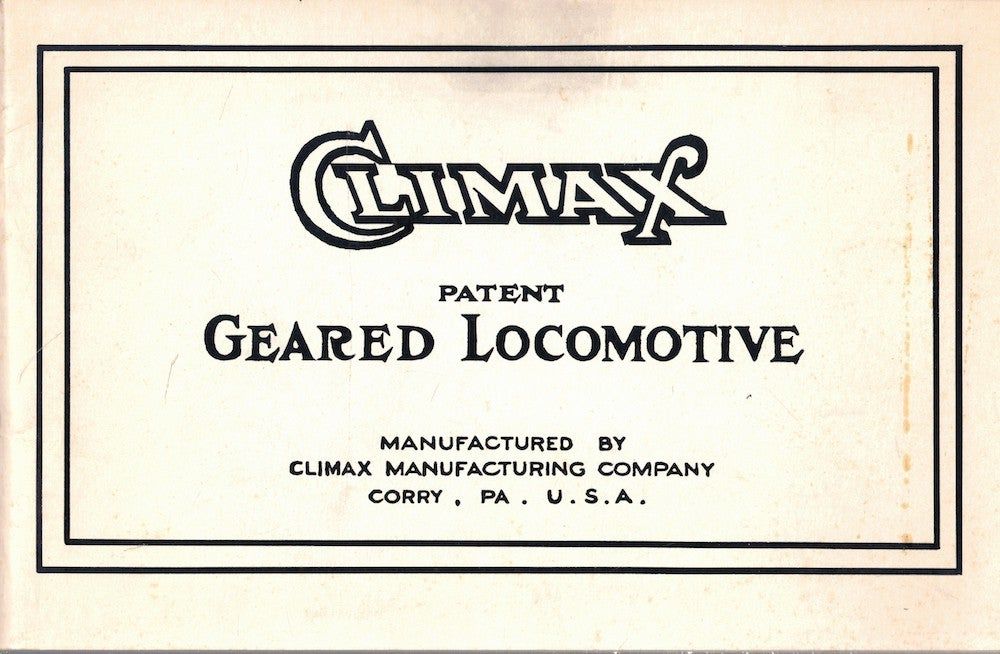 CLIMAX
PATENT
GEARED LOCOMOTIVE
MANUFACTURED BY
CLIMAX MANUFACTURING COMPANY
CORRY , PA . U.S.A.